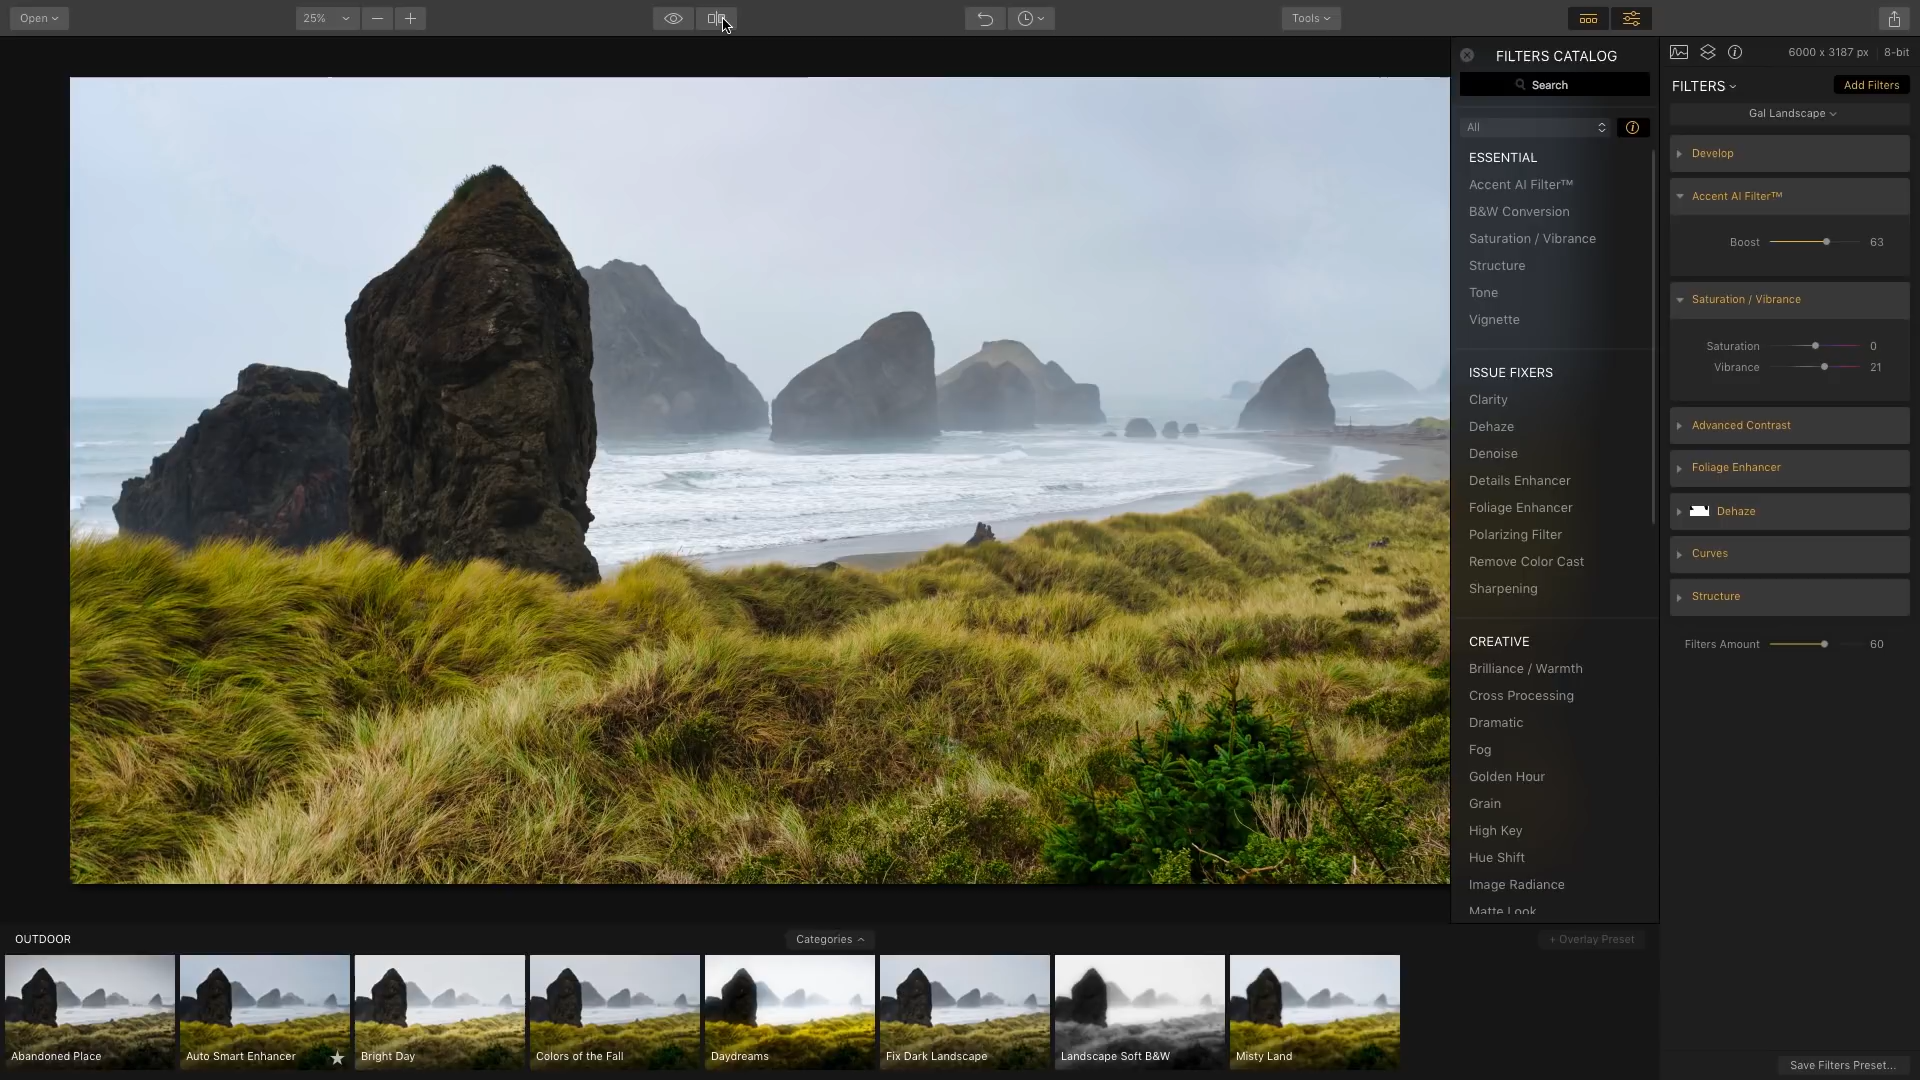 Open
25%
Tools
FILTERS CATALOG
Search
All
ESSENTIAL
Accent AI Filter™
B&W Conversion
Saturation / Vibrance
Structure
Tone
Vignette
ISSUE FIXERS
Clarity
Dehaze
Denoise
Details Enhancer
Foliage Enhancer
Polarizing Filter
Remove Color Cast
Sharpening
CREATIVE
Brilliance / Warmth
Cross Processing
Dramatic
Fog
Golden Hour
Grain
High Key
Hue Shift
Image Radiance
Matte Look
6000 x 3187 px 8-bit
FILTERS
Add Filters
Gal Landscape
Develop
Accent AI Filter™
Boost 63
Saturation / Vibrance
Saturation 0
Vibrance 21
Advanced Contrast
Foliage Enhancer
Dehaze
Curves
Structure
Filters Amount 60
OUTDOOR
Categories
+ Overlay Preset
Abandoned Place
Auto Smart Enhancer
Bright Day
Colors of the Fall
Daydreams
Fix Dark Landscape
Landscape Soft B&W
Misty Land
Save Filters Preset...